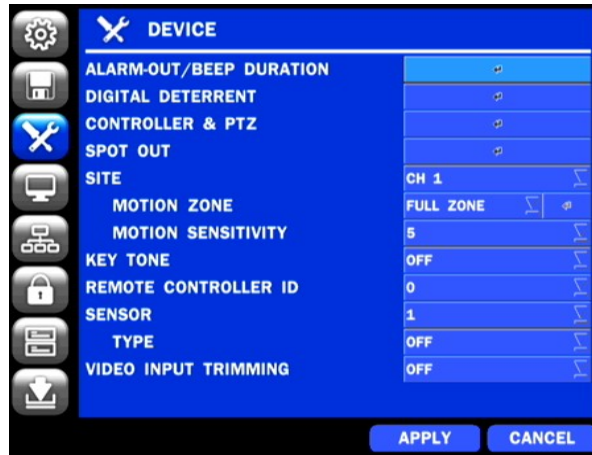 DEVICE
ALARM-OUT/BEEP DURATION
DIGITAL DETERRENT
CONTROLLER & PTZ
SPOT OUT
SITE CH 1
MOTION ZONE FULL ZONE
MOTION SENSITIVITY 5
KEY TONE OFF
REMOTE CONTROLLER ID 0
SENSOR 1
TYPE OFF
VIDEO INPUT TRIMMING OFF
APPLY CANCEL